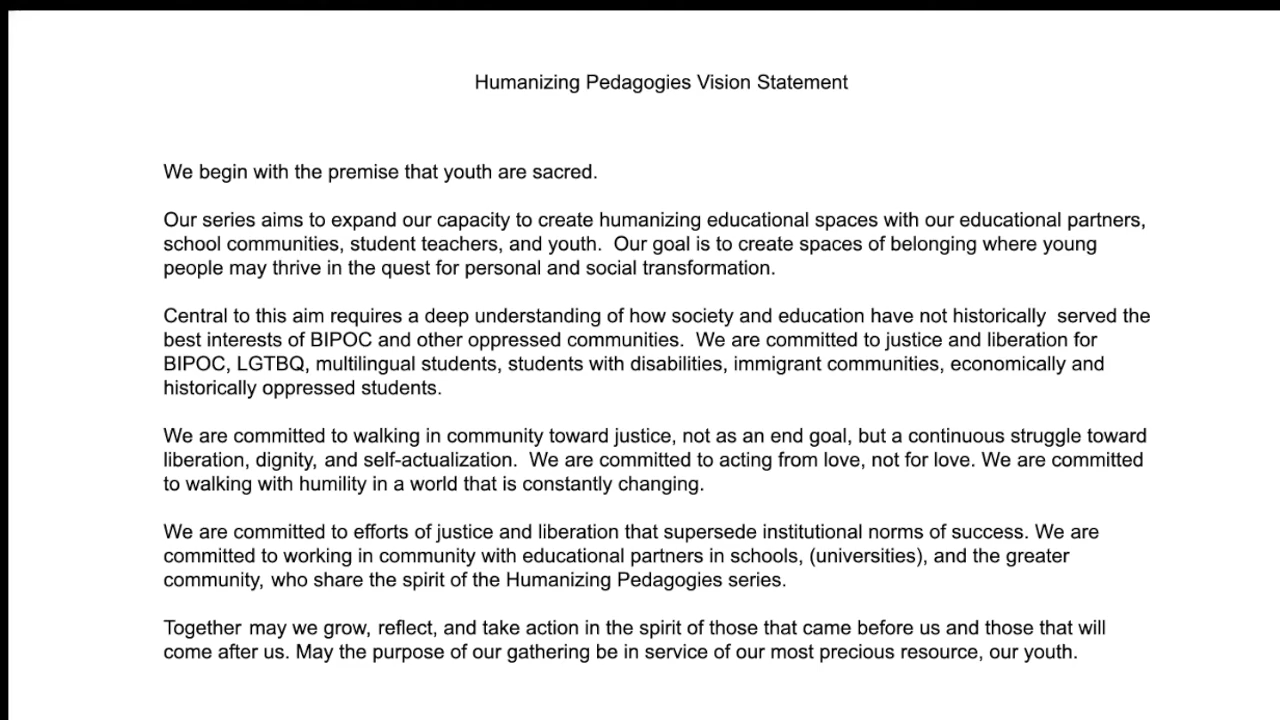 Humanizing Pedagogies Vision Statement
We begin with the premise that youth are sacred.
Our series aims to expand our capacity to create humanizing educational spaces with our educational partners,
school communities, student teachers, and youth.  Our goal is to create spaces of belonging where young
people may thrive in the quest for personal and social transformation.
Central to this aim requires a deep understanding of how society and education have not historically  served the
best interests of BIPOC and other oppressed communities.  We are committed to justice and liberation for
BIPOC, LGTBQ, multilingual students, students with disabilities, immigrant communities, economically and
historically oppressed students.
We are committed to walking in community toward justice, not as an end goal, but a continuous struggle toward
liberation, dignity, and self-actualization.  We are committed to acting from love, not for love. We are committed
to walking with humility in a world that is constantly changing.
We are committed to efforts of justice and liberation that supersede institutional norms of success. We are
committed to working in community with educational partners in schools, (universities), and the greater
community, who share the spirit of the Humanizing Pedagogies series.
Together may we grow, reflect, and take action in the spirit of those that came before us and those that will
come after us. May the purpose of our gathering be in service of our most precious resource, our youth.